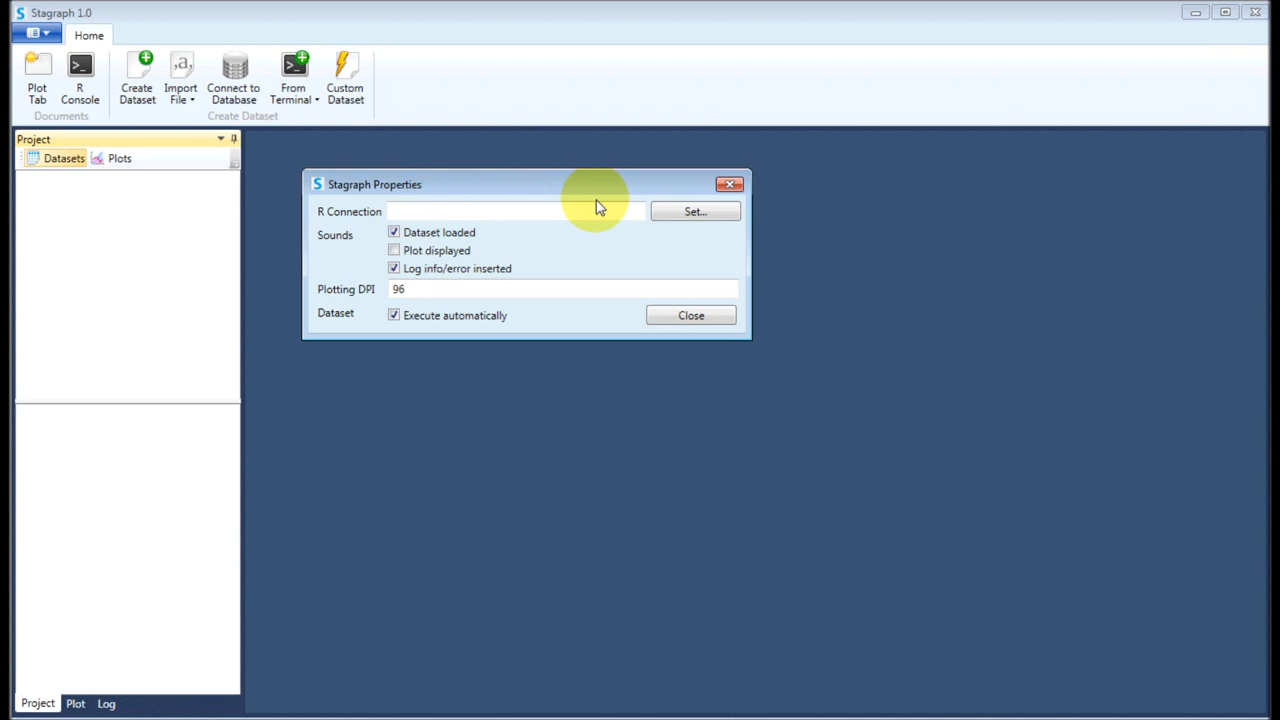 Stagraph 1.0
Home
Plot Tab
R Console
Create Dataset
Import File
Connect to Database
From Terminal
Custom Dataset
Documents
Create Dataset
Project
Datasets
Plots
Stagraph Properties
R Connection
Set...
Sounds
Dataset loaded
Plot displayed
Log info/error inserted
Plotting DPI
96
Dataset
Execute automatically
Close
Project
Plot
Log